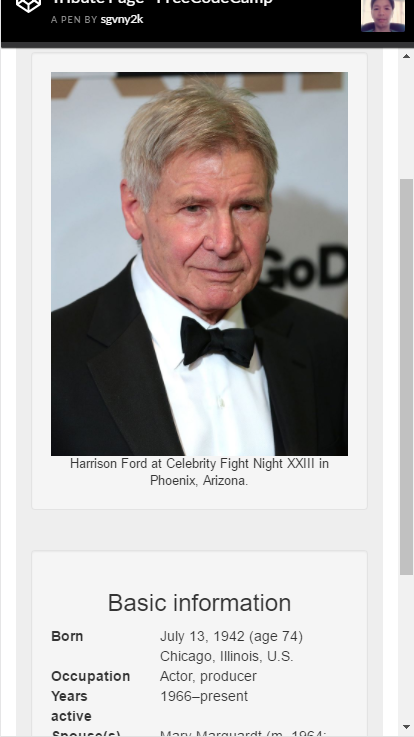 Tribute Page - FreeCodeCamp
A PEN BY sgvny2k
GoD
Harrison Ford at Celebrity Fight Night XXIII in
Phoenix, Arizona.
Basic information
Born July 13, 1942 (age 74)
Chicago, Illinois, U.S.
Occupation Actor, producer
Years 1966–present
active
Spouse(s) Mary Marquardt (m. 1964;